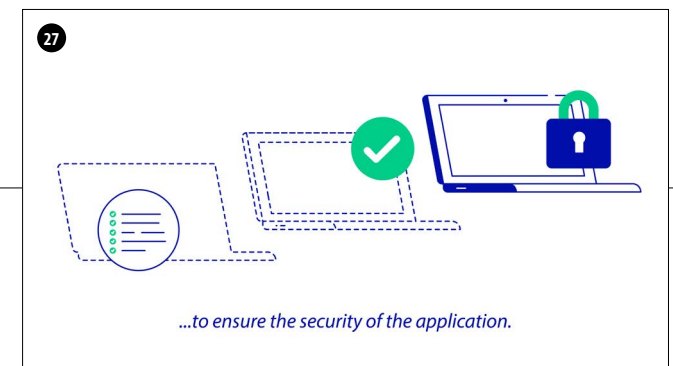 27
...to ensure the security of the application.